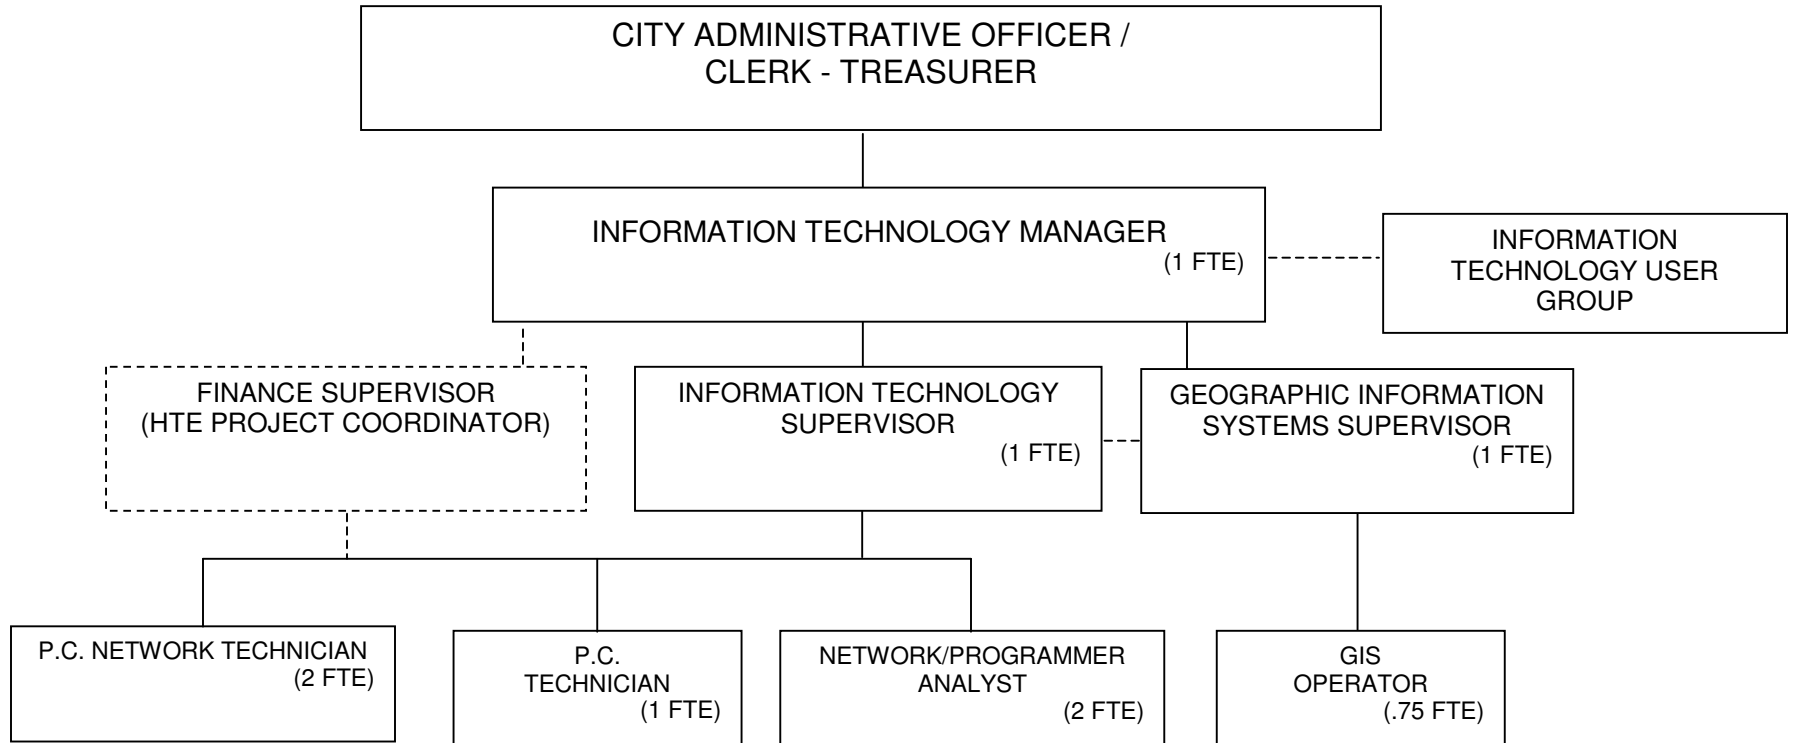 CITY ADMINISTRATIVE OFFICER /
CLERK - TREASURER
INFORMATION TECHNOLOGY MANAGER
(1 FTE)
INFORMATION
TECHNOLOGY USER
GROUP
FINANCE SUPERVISOR
(HTE PROJECT COORDINATOR)
INFORMATION TECHNOLOGY
SUPERVISOR
(1 FTE)
GEOGRAPHIC INFORMATION
SYSTEMS SUPERVISOR
(1 FTE)
P.C. NETWORK TECHNICIAN
(2 FTE)
P.C.
TECHNICIAN
(1 FTE)
NETWORK/PROGRAMMER
ANALYST
(2 FTE)
GIS
OPERATOR
(.75 FTE)